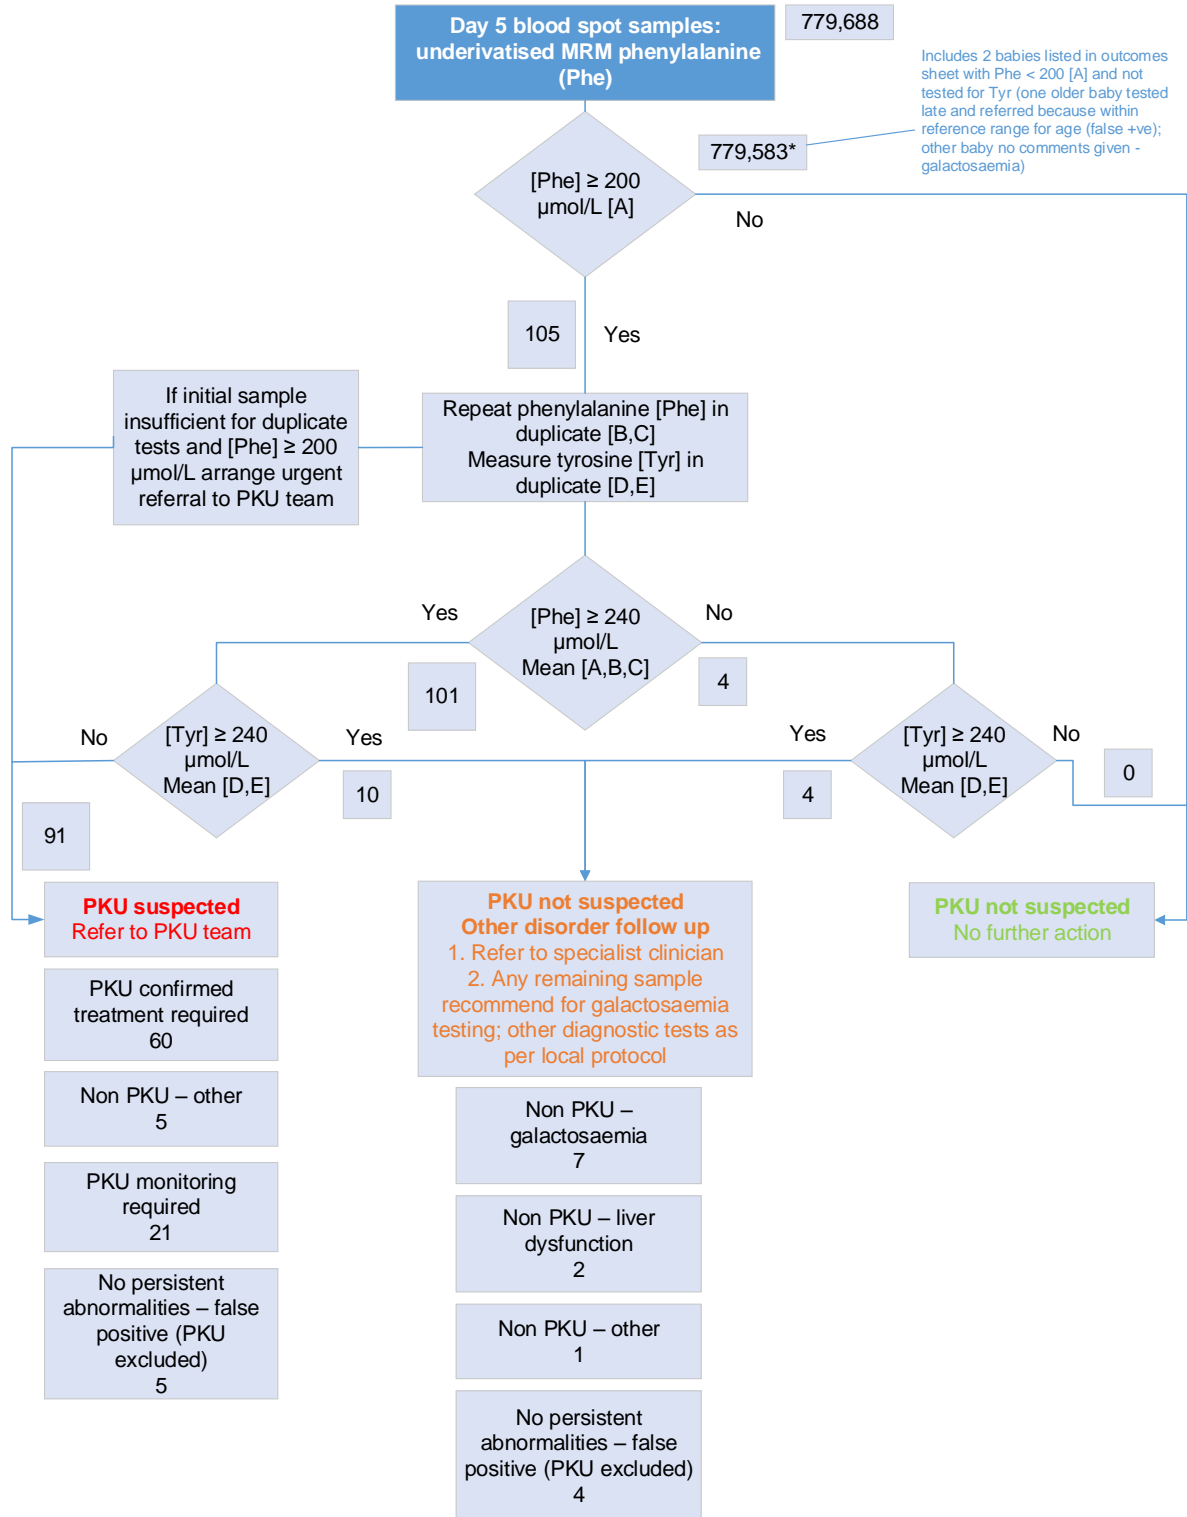 Day 5 blood spot samples:
underivatised MRM phenylalanine
(Phe)
779,688
Includes 2 babies listed in outcomes
sheet with Phe < 200 [A] and not
tested for Tyr (one older baby tested
late and referred because within
reference range for age (false +ve);
other baby no comments given -
galactosaemia)
779,583*
[Phe] ≥ 200
µmol/L [A]
No
105
Yes
If initial sample
insufficient for duplicate
tests and [Phe] ≥ 200
µmol/L arrange urgent
referral to PKU team
Repeat phenylalanine [Phe] in
duplicate [B,C]
Measure tyrosine [Tyr] in
duplicate [D,E]
Yes
[Phe] ≥ 240
µmol/L
Mean [A,B,C]
No
101
4
No
[Tyr] ≥ 240
µmol/L
Mean [D,E]
Yes
10
Yes
4
[Tyr] ≥ 240
µmol/L
Mean [D,E]
No
0
91
PKU suspected
Refer to PKU team
PKU confirmed
treatment required
60
Non PKU – other
5
PKU monitoring
required
21
No persistent
abnormalities – false
positive (PKU
excluded)
5
PKU not suspected
Other disorder follow up
1. Refer to specialist clinician
2. Any remaining sample
recommend for galactosaemia
testing; other diagnostic tests as
per local protocol
Non PKU –
galactosaemia
7
Non PKU – liver
dysfunction
2
Non PKU – other
1
No persistent
abnormalities – false
positive (PKU excluded)
4
PKU not suspected
No further action